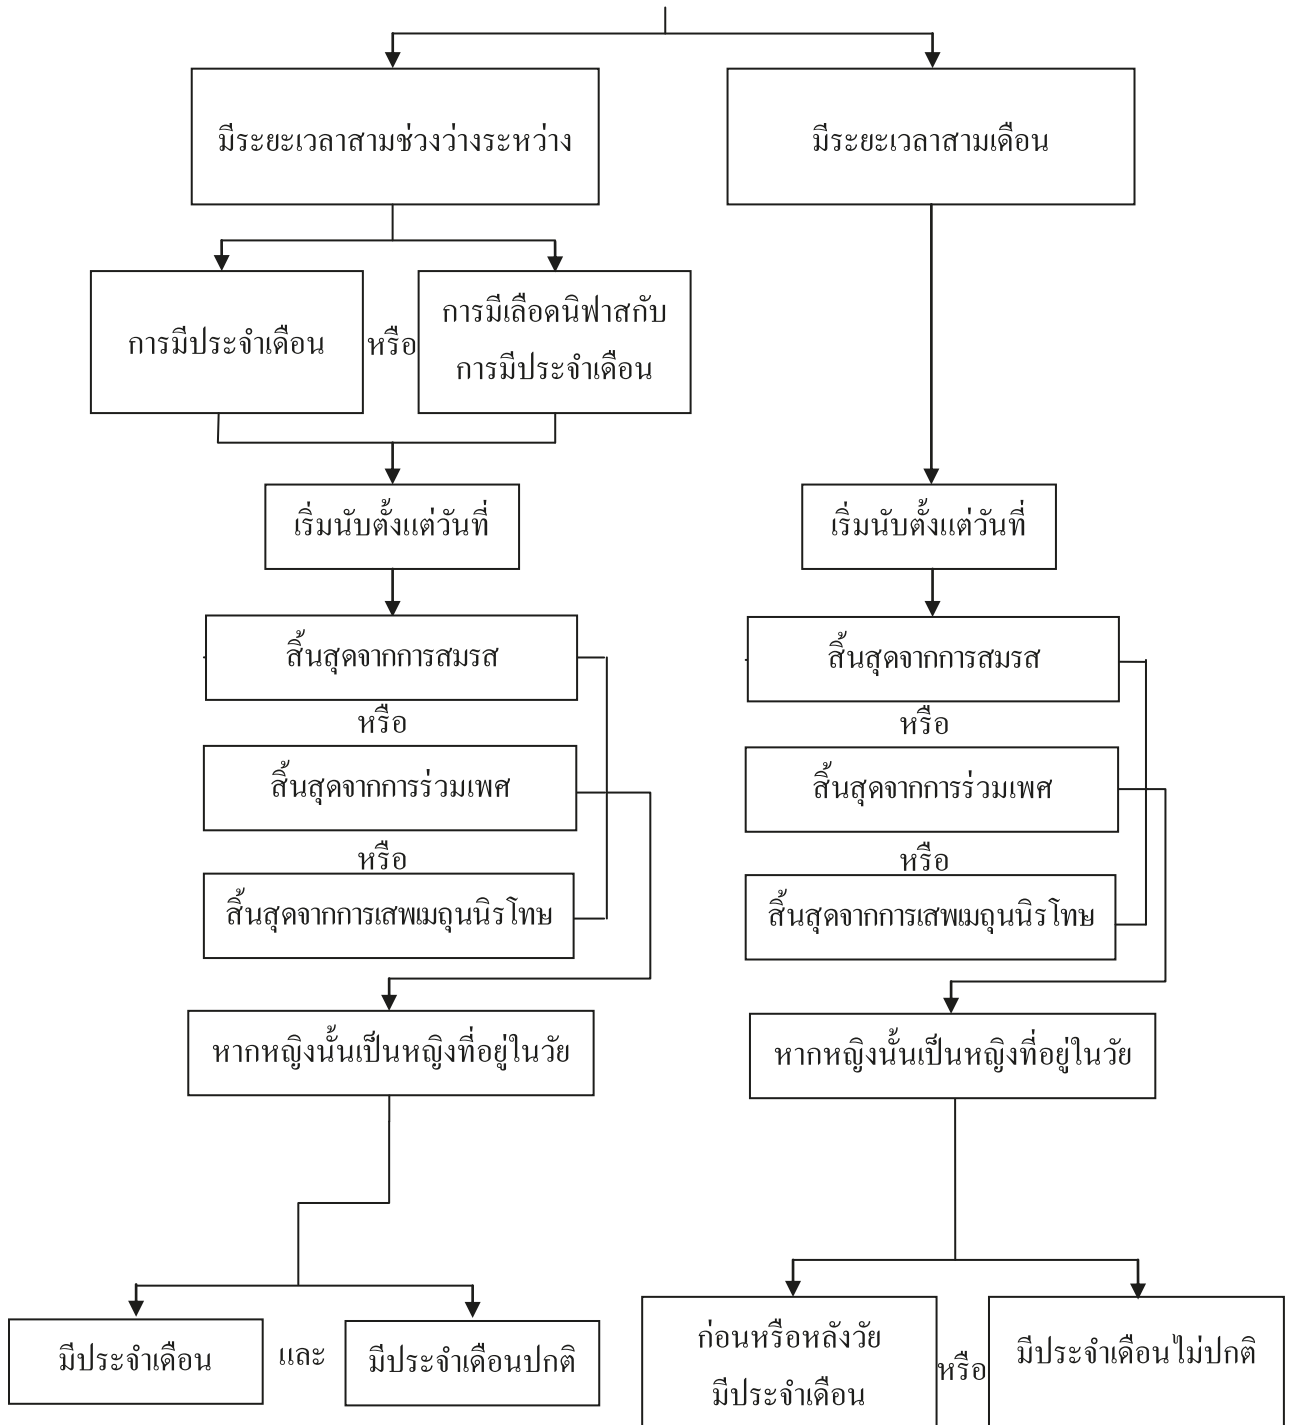 มีระยะเวลาสามช่วงว่างระหว่าง
มีระยะเวลาสามเดือน
การมีประจำเดือน
หรือ
การมีเลือดนิฟาสกับ
การมีประจำเดือน
เริ่มนับตั้งแต่วันที่
เริ่มนับตั้งแต่วันที่
สิ้นสุดจากการสมรส
หรือ
สิ้นสุดจากการร่วมเพศ
หรือ
สิ้นสุดจากการเสพเมถุนนิรโทษ
สิ้นสุดจากการสมรส
หรือ
สิ้นสุดจากการร่วมเพศ
หรือ
สิ้นสุดจากการเสพเมถุนนิรโทษ
หากหญิงนั้นเป็นหญิงที่อยู่ในวัย
หากหญิงนั้นเป็นหญิงที่อยู่ในวัย
มีประจำเดือน
และ
มีประจำเดือนปกติ
ก่อนหรือหลังวัย
มีประจำเดือน
หรือ
มีประจำเดือนไม่ปกติ